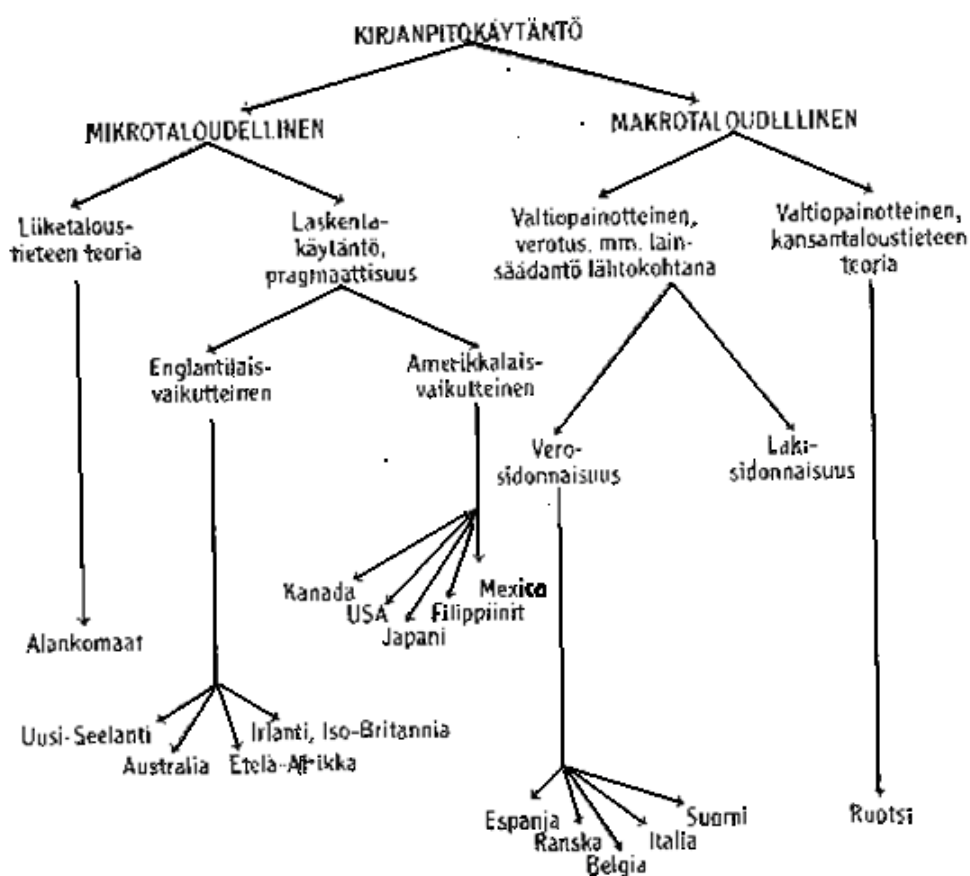 KIRJANPITOKÄYTÄNTÖ
MIKROTALOUDELLINEN
MAKROTALOUDELLINEN
Liiketalous-
tieteen teoria
Laskenta-
käytäntö,
pragmaattisuus
Valtiopainotteinen,
verotus, mm. lain-
säädäntö lähtökohtana
Valtiopainotteinen,
kansantaloustieteen
teoria
Englantilais-
vaikutteinen
Amerikkalais-
vaikutteinen
Vero-
sidonnaisuus
Laki-
sidonnaisuus
Kanada
USA
Japani
Filippiinit
Mexico
Alankomaat
Uusi-Seelanti
Australia
Etelä-Afrikka
Irlanti, Iso-Britannia
Espanja
Ranska
Belgia
Italia
Suomi
Ruotsi